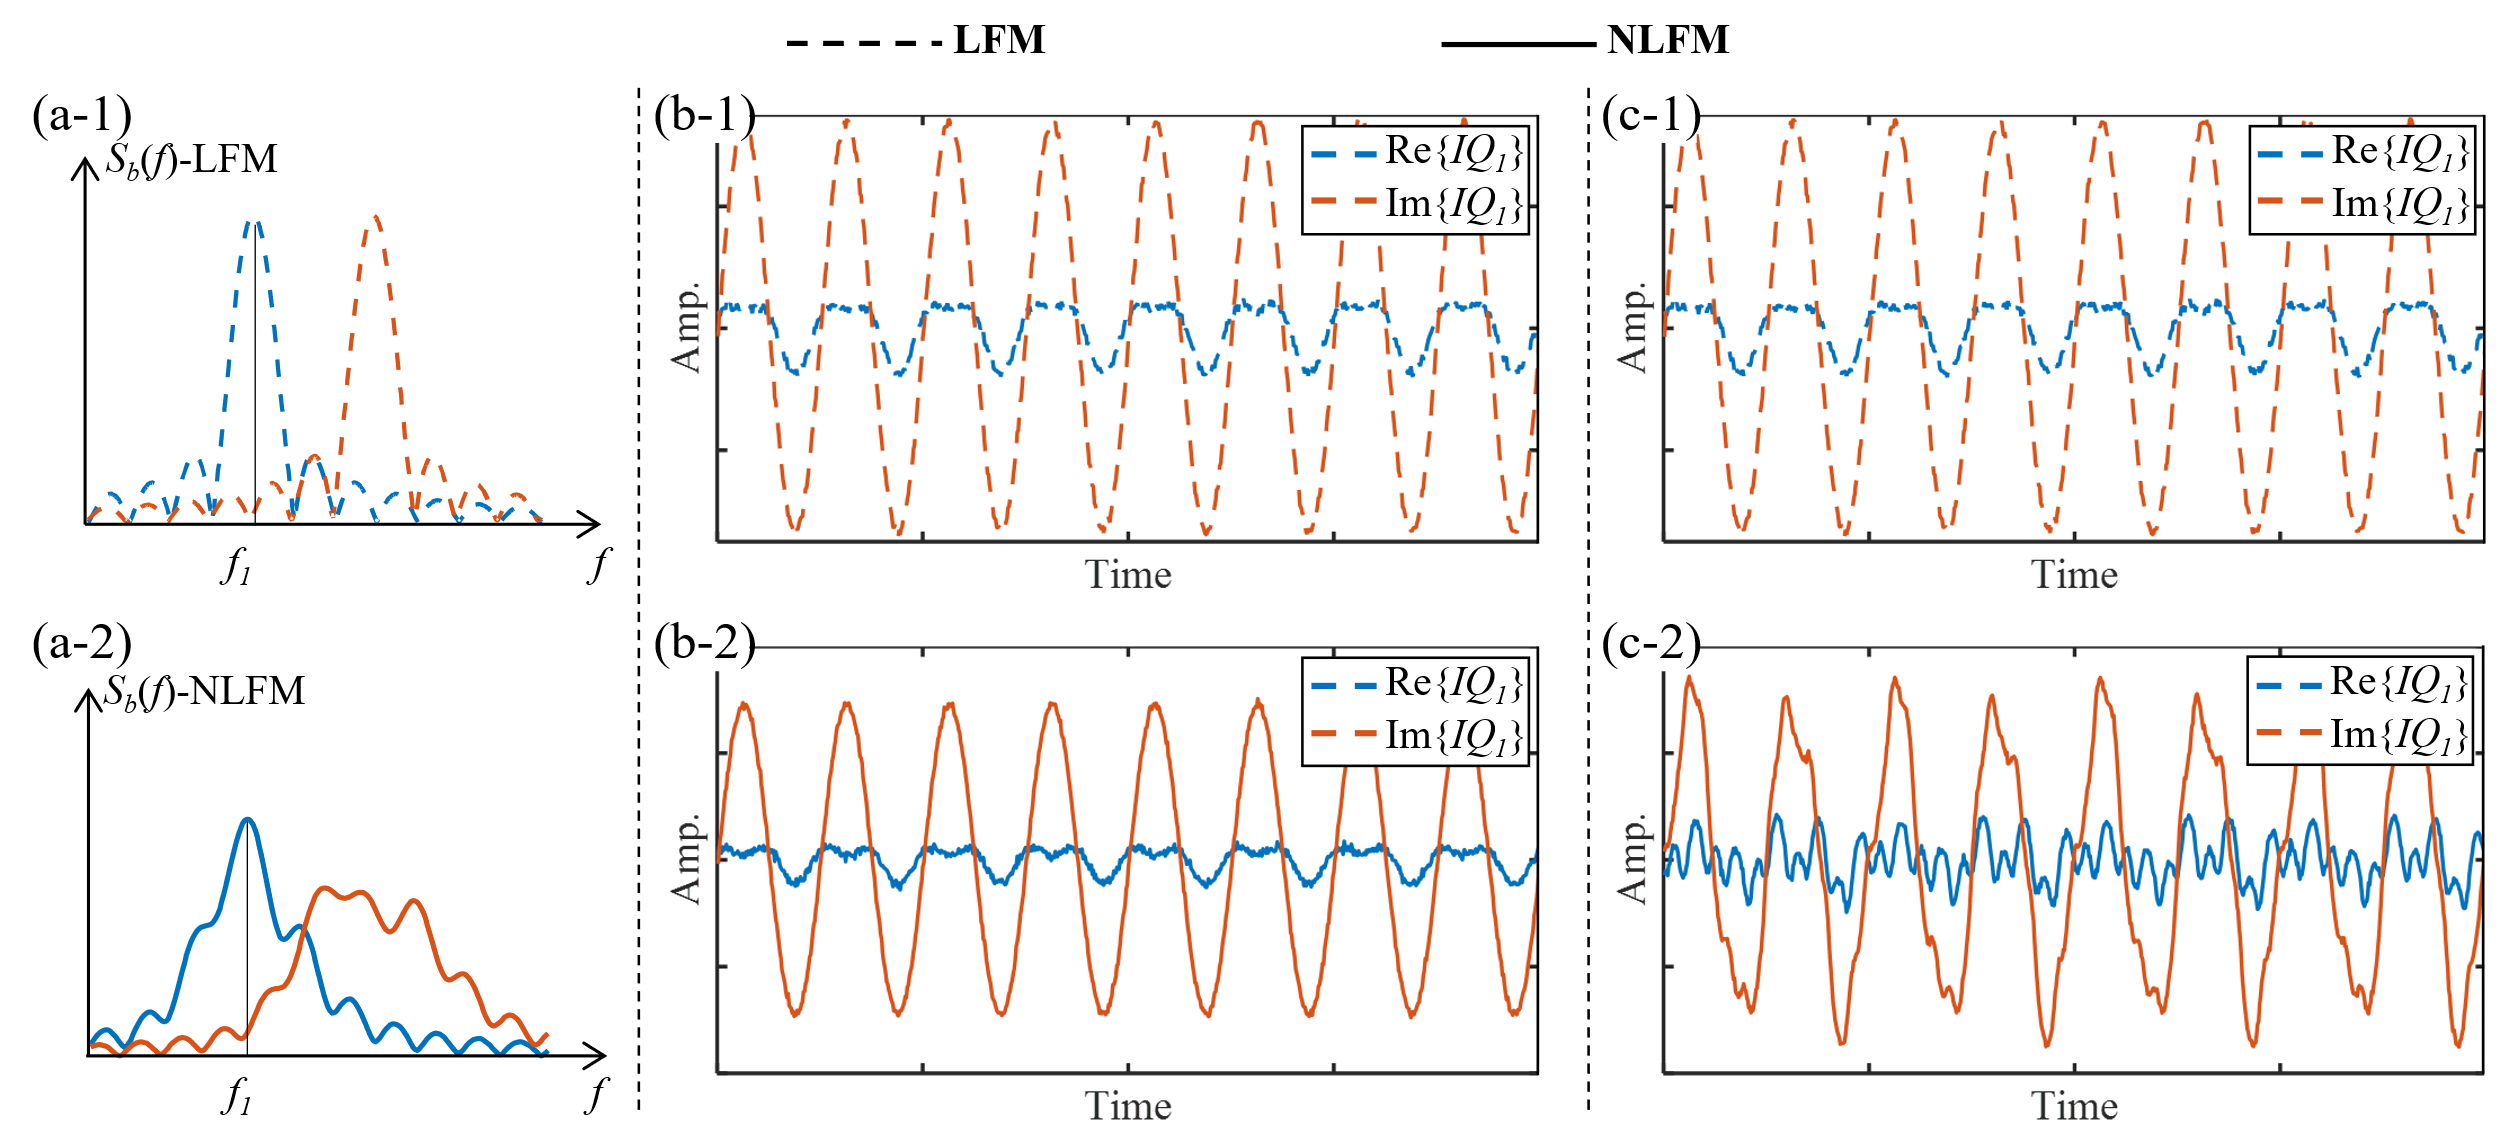 LFM
NLFM
(a-1)
S_b(f)-LFM
f_1
f
(b-1)
Re{IQ_1}
Im{IQ_1}
Amp.
Time
(c-1)
Re{IQ_1}
Im{IQ_1}
Amp.
Time
(a-2)
S_b(f)-NLFM
f_1
f
(b-2)
Re{IQ_1}
Im{IQ_1}
Amp.
Time
(c-2)
Re{IQ_1}
Im{IQ_1}
Amp.
Time